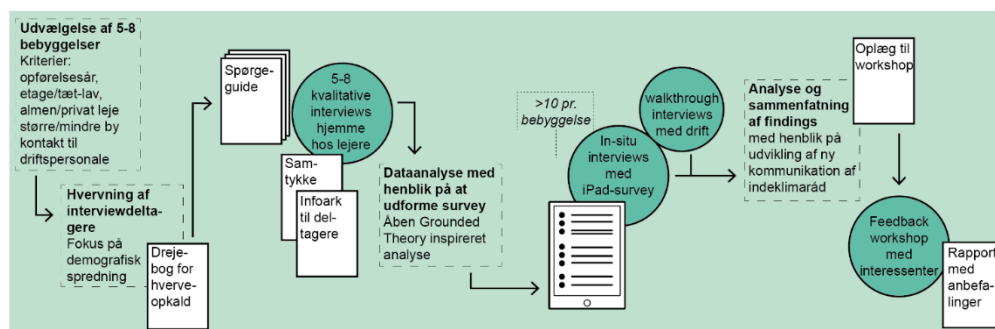 Udvælgelse af 5-8
bebyggelser
Kriterier:
opførelsesår,
etage/tæt-lav,
almen/privat leje
større/mindre by
kontakt til
driftspersonale
Hvervning af
interviewdelta-
gere
Fokus på
demografisk
spredning
Dreje-
bog for
hverve-
opkald
Spørge-
guide
5-8
kvalitative
interviews
hjemme
hos lejere
Sam-
tykke
Infoark
til del-
tagere
Dataanalyse med
henblik på at
udforme survey
Åben Grounded
Theory inspireret
analyse
>10 pr.
bebyggelse
In-situ
interviews
med
iPad-survey
walkthrough
interviews
med drift
Analyse og
sammenfatning
af findings
med henblik på
udvikling af ny
kommunikation af
indeklimaråd
Oplæg til
workshop
Feedback
workshop
med
interessenter
Rapport
med
anbefa-
linger